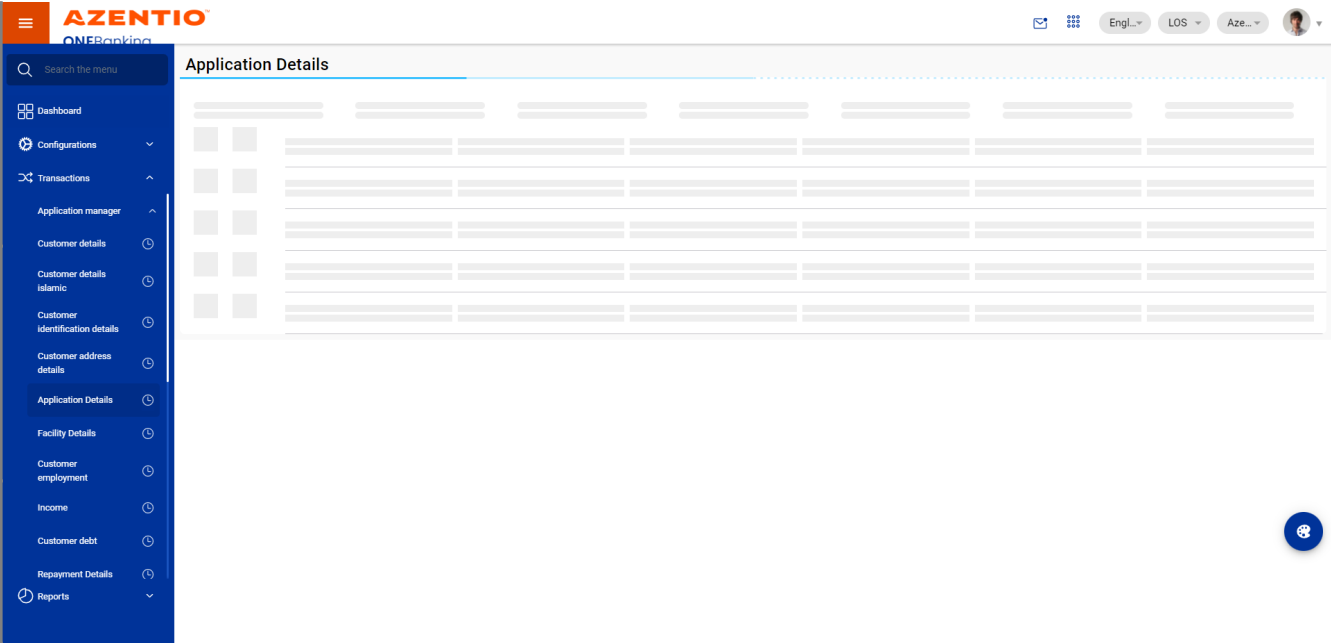 AZENTIO
Engl...
LOS
Aze...
ONEBanking
Search the menu
Application Details
Dashboard
Configurations
Transactions
Application manager
Customer details
Customer details
islamic
Customer
identification details
Customer address
details
Application Details
Facility Details
Customer
employment
Income
Customer debt
Repayment Details
Reports